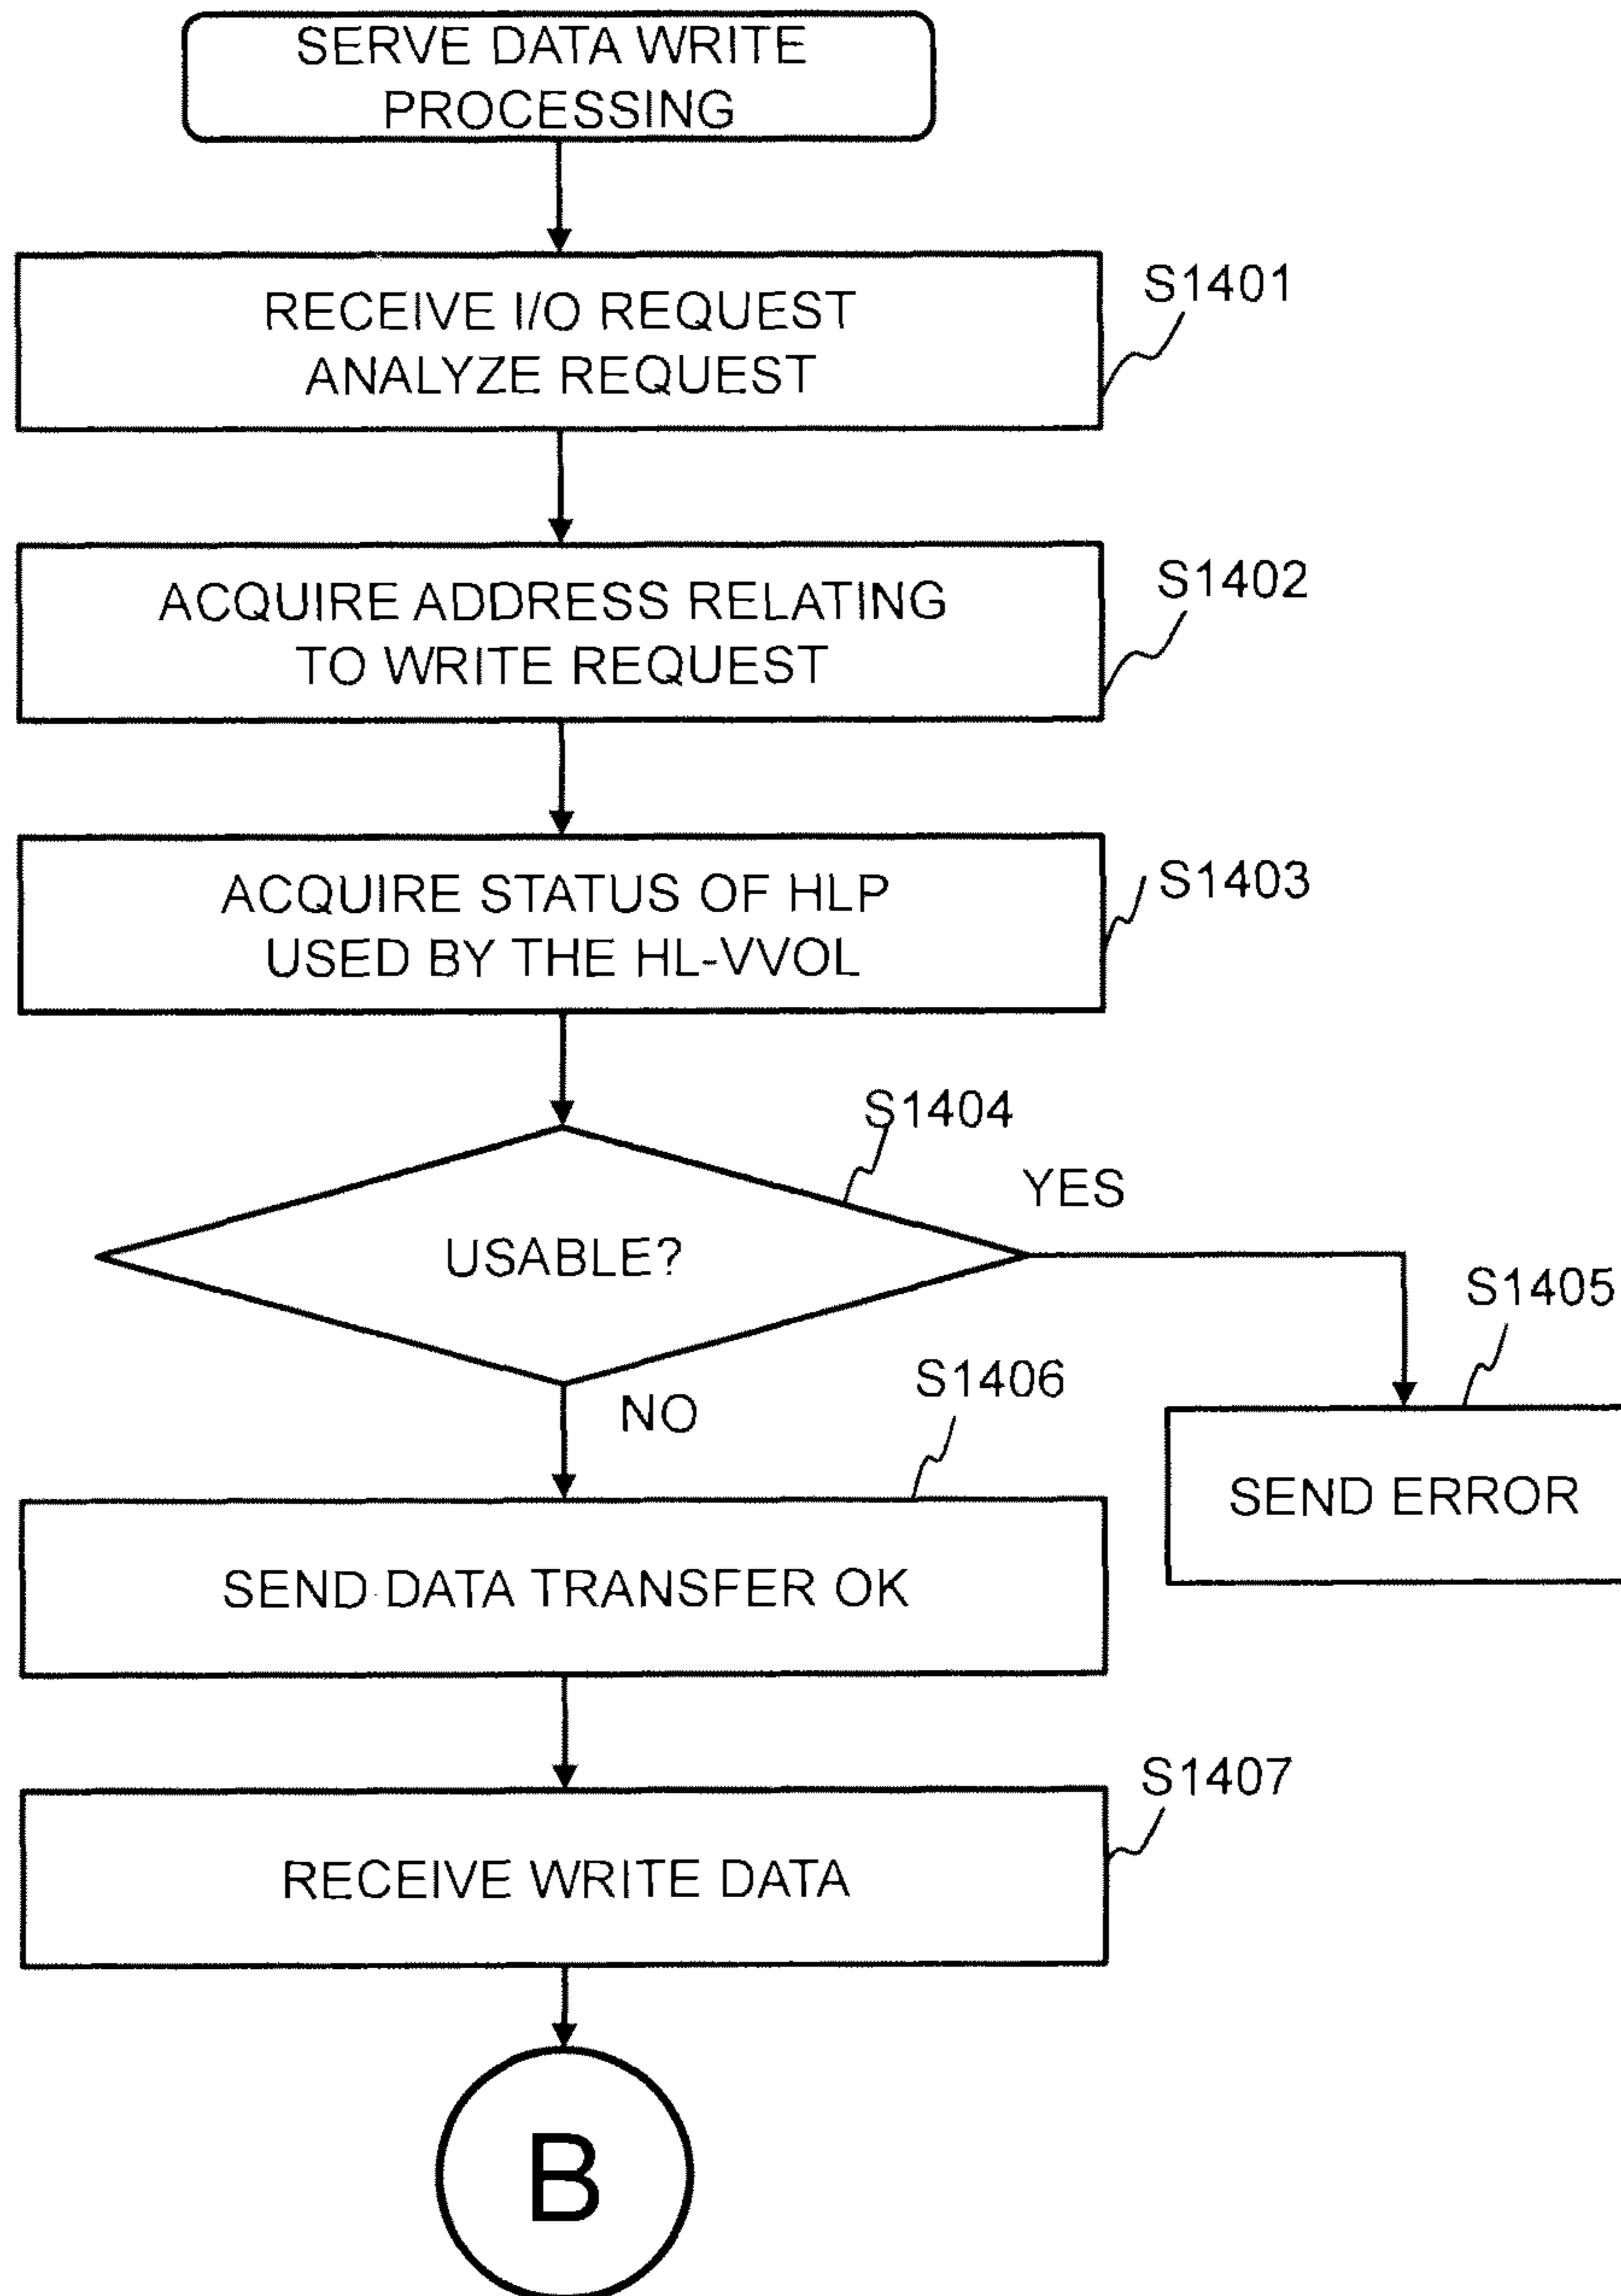 SERVE DATA WRITE
PROCESSING
RECEIVE I/O REQUEST
ANALYZE REQUEST
S1401
ACQUIRE ADDRESS RELATING
TO WRITE REQUEST
S1402
ACQUIRE STATUS OF HLP
USED BY THE HL-VVOL
S1403
S1404
USABLE?
YES
S1405
SEND ERROR
NO
S1406
SEND DATA TRANSFER OK
S1407
RECEIVE WRITE DATA
B